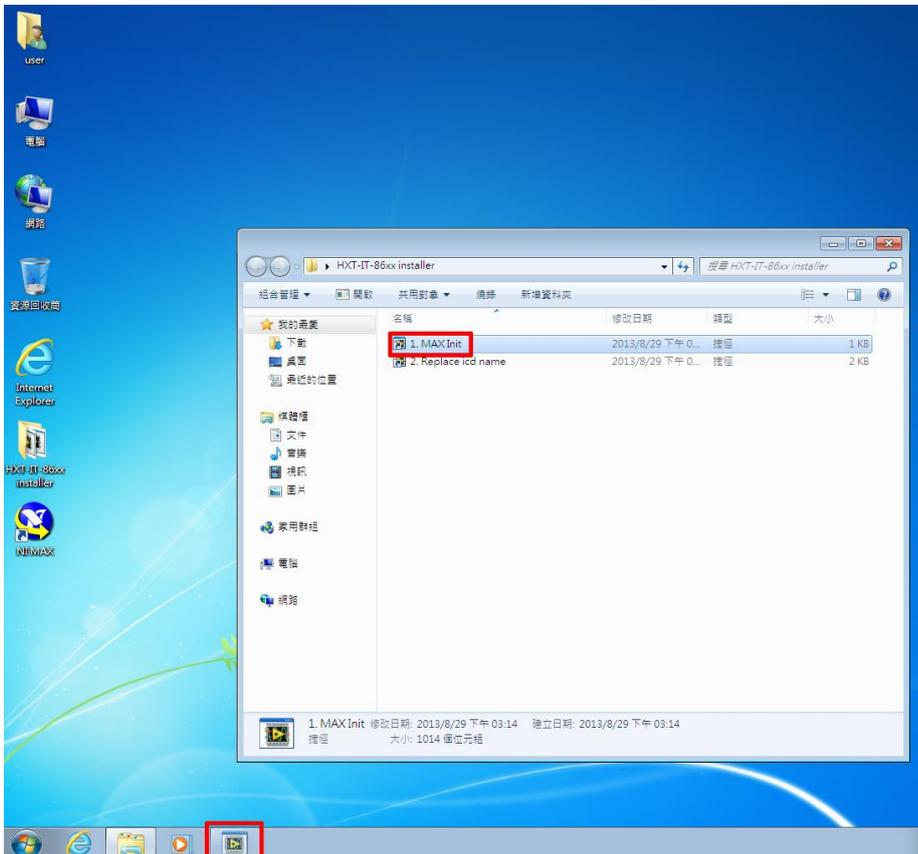 user
電腦
網路
資源回收筒
Internet
Explorer
HXT-IT-86xx
installer
NI MAX
HXT-IT-86xx installer
搜尋 HXT-IT-86xx installer
組合管理
開啟
共用對象
燒錄
新增資料夾
我的最愛
下載
桌面
最近的位置
媒體櫃
文件
音樂
視訊
圖片
家用群組
電腦
網路
名稱 修改日期 類型 大小
1. MAX Init 2013/8/29 下午 0... 捷徑 1 KB
2. Replace icd name 2013/8/29 下午 0... 捷徑 2 KB
1. MAX Init 修改日期: 2013/8/29 下午 03:14 建立日期: 2013/8/29 下午 03:14
捷徑 大小: 1014 個位元組